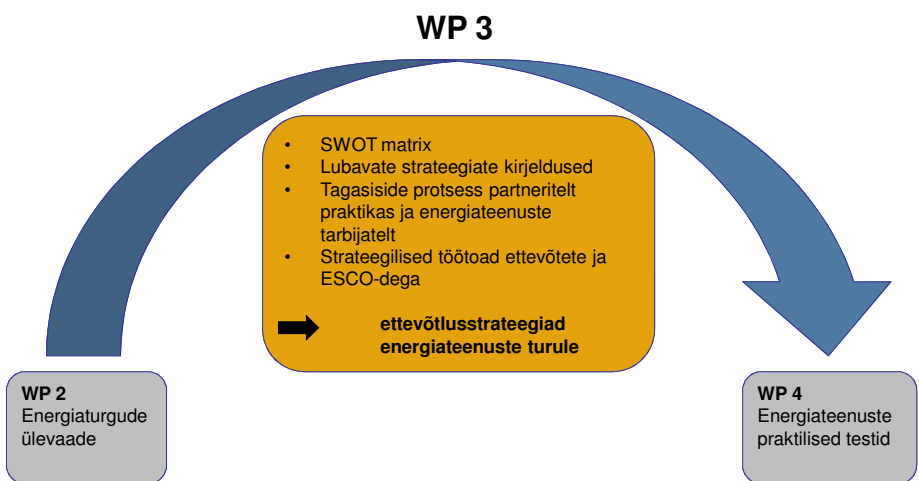 WP 3
• SWOT matrix
• Lubavate strateegiate kirjeldused
• Tagasiside protsess partneritelt
praktikas ja energiateenuste
tarbijatelt
• Strateegilised töötoad ettevõtete ja
ESCO-dega
ettevõtlusstrateegiad
energiateenuste turule
WP 2
Energiaturgude
ülevaade
WP 4
Energiateenuste
praktilised testid